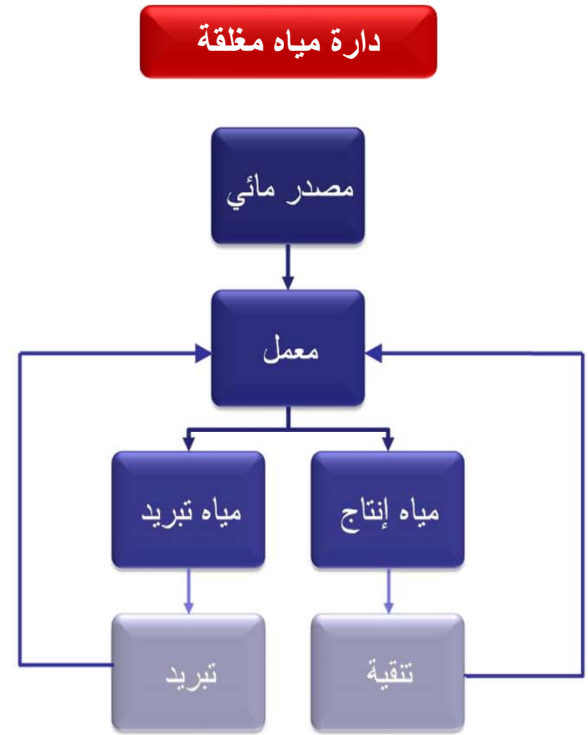 دارة مياه مغلقة
مصدر مائي
معمل
مياه إنتاج
مياه تبريد
تنقية
تبريد